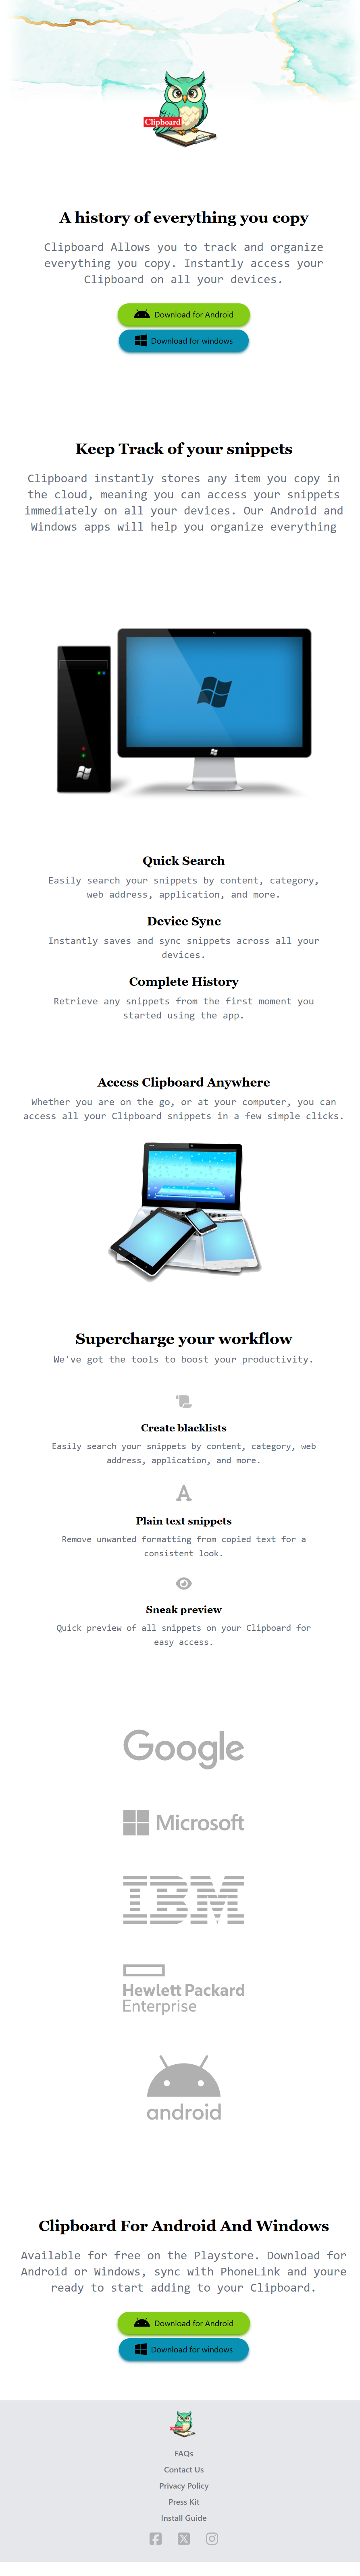 Clipboard
A history of everything you copy
Clipboard Allows you to track and organize
everything you copy. Instantly access your
Clipboard on all your devices.
Download for Android
Download for windows
Keep Track of your snippets
Clipboard instantly stores any item you copy in
the cloud, meaning you can access your snippets
immediately on all your devices. Our Android and
Windows apps will help you organize everything
Quick Search
Easily search your snippets by content, category,
web address, application, and more.
Device Sync
Instantly saves and sync snippets across all your
devices.
Complete History
Retrieve any snippets from the first moment you
started using the app.
Access Clipboard Anywhere
Whether you are on the go, or at your computer, you can
access all your Clipboard snippets in a few simple clicks.
Supercharge your workflow
We've got the tools to boost your productivity.
Create blacklists
Easily search your snippets by content, category, web
address, application, and more.
Plain text snippets
Remove unwanted formatting from copied text for a
consistent look.
Sneak preview
Quick preview of all snippets on your Clipboard for
easy access.
Google
Microsoft
IBM
Hewlett Packard
Enterprise
android
Clipboard For Android And Windows
Available for free on the Playstore. Download for
Android or Windows, sync with PhoneLink and youre
ready to start adding to your Clipboard.
Download for Android
Download for windows
FAQs
Contact Us
Privacy Policy
Press Kit
Install Guide